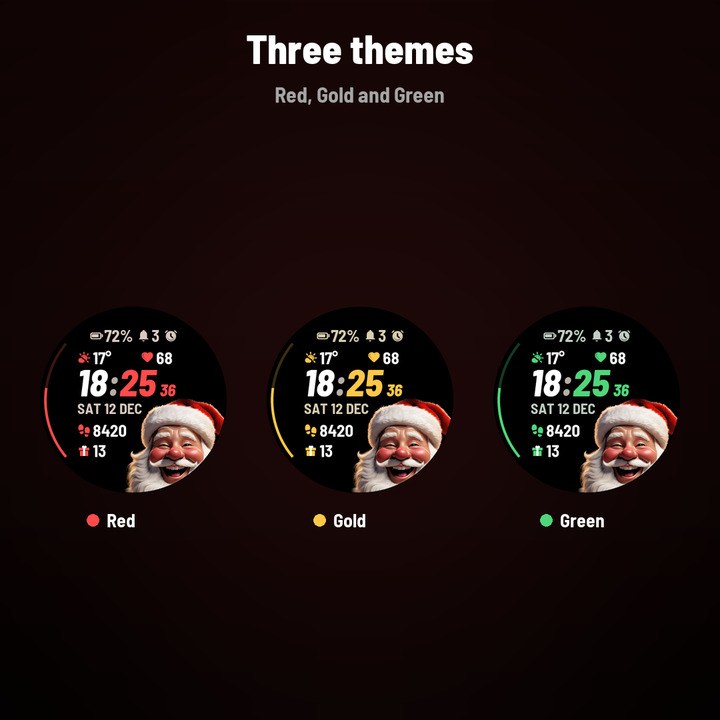 Three themes
Red, Gold and Green
72% 3
17° 68
18:25 36
SAT 12 DEC
8420
13
Red
72% 3
17° 68
18:25 36
SAT 12 DEC
8420
13
Gold
72% 3
17° 68
18:25 36
SAT 12 DEC
8420
13
Green